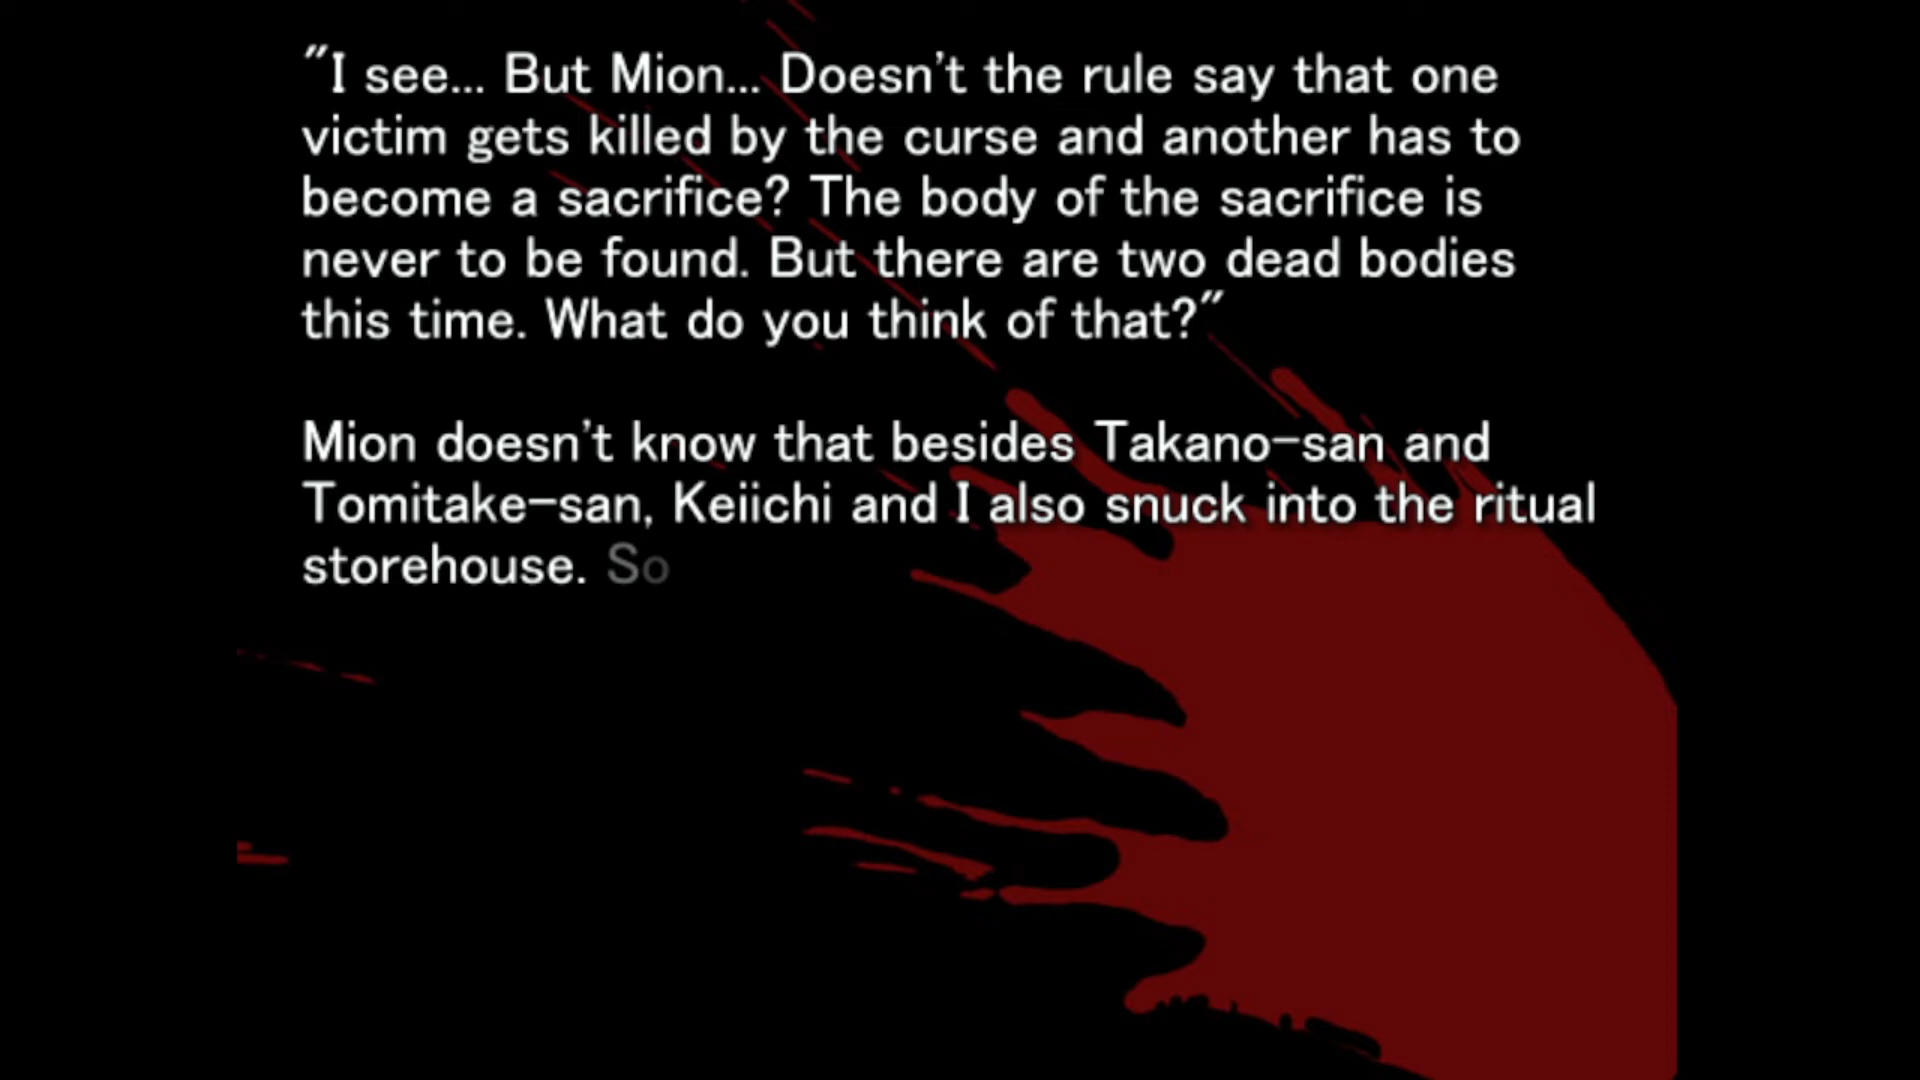 "I see... But Mion... Doesn't the rule say that one
victim gets killed by the curse and another has to
become a sacrifice? The body of the sacrifice is
never to be found. But there are two dead bodies
this time. What do you think of that?"
Mion doesn't know that besides Takano-san and
Tomitake-san, Keiichi and I also snuck into the ritual
storehouse. So